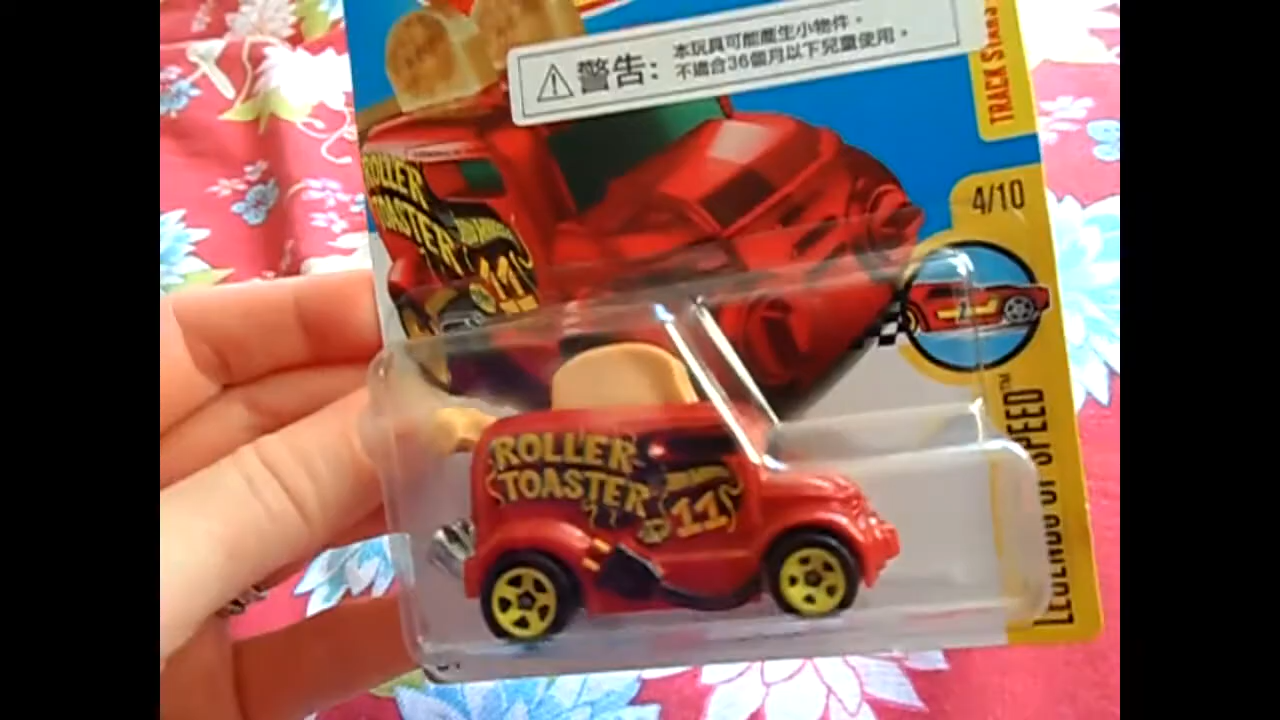 警告:
本玩具可能產生小物件。
不適合36個月以下兒童使用。
TRACK STARS
4/10
ROLLER
TOASTER
11
ROLLER
TOASTER
HOT WHEELS
11
LEGENDS OF SPEED™